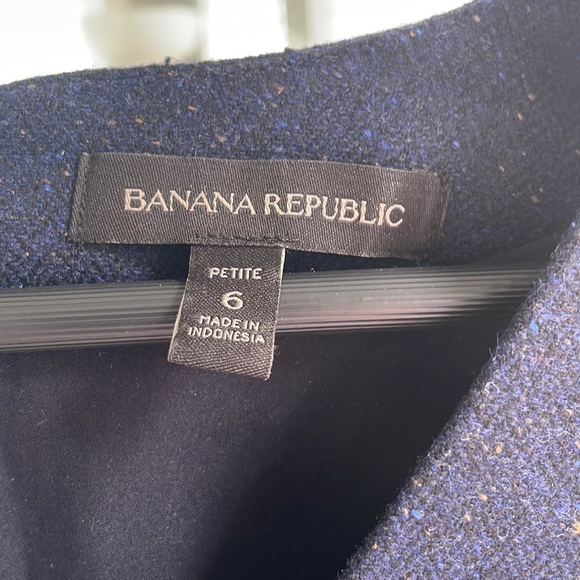 BANANA REPUBLIC
PETITE
6
MADE IN
INDONESIA